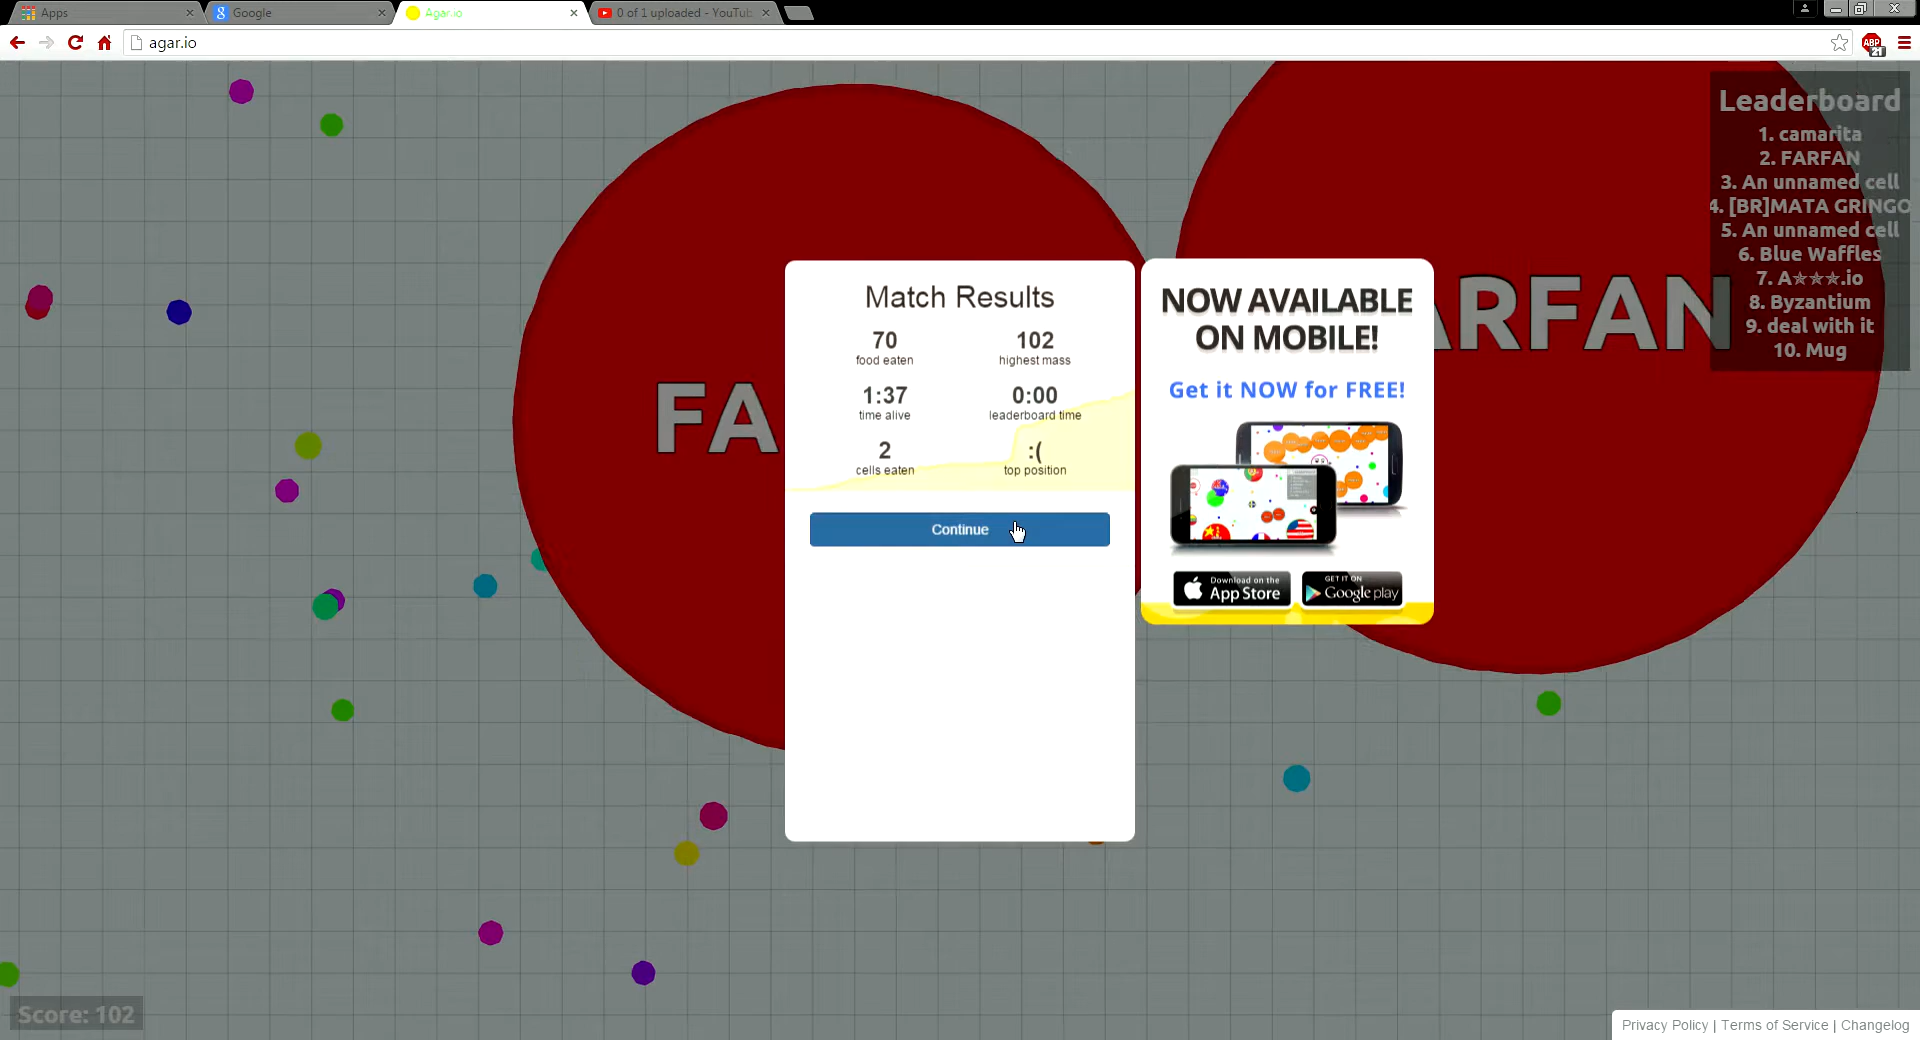 Apps
Google
Agar.io
0 of 1 uploaded - YouTub
agar.io
ABP
21
Leaderboard
1. camarita
2. FARFAN
3. An unnamed cell
4. [BR]MATA GRINGO
5. An unnamed cell
6. Blue Waffles
7. A✯✯✯.io
8. Byzantium
9. deal with it
10. Mug
FA
ARFAN
Match Results
70
food eaten
102
highest mass
1:37
time alive
0:00
leaderboard time
2
cells eaten
:(
top position
Continue
NOW AVAILABLE
ON MOBILE!
Get it NOW for FREE!
Download on the
App Store
GET IT ON
Google play
Score: 102
Privacy Policy | Terms of Service | Changelog